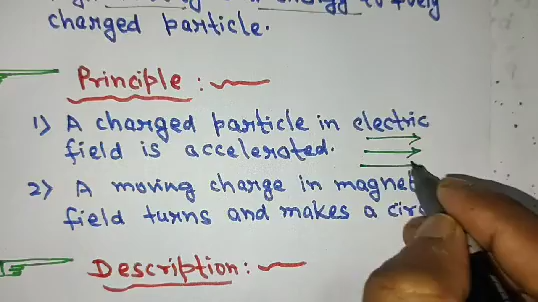 charged particle.
Principle :
1) A charged particle in electric
field is accelerated.
2) A moving charge in
field turns and makes a
Description :